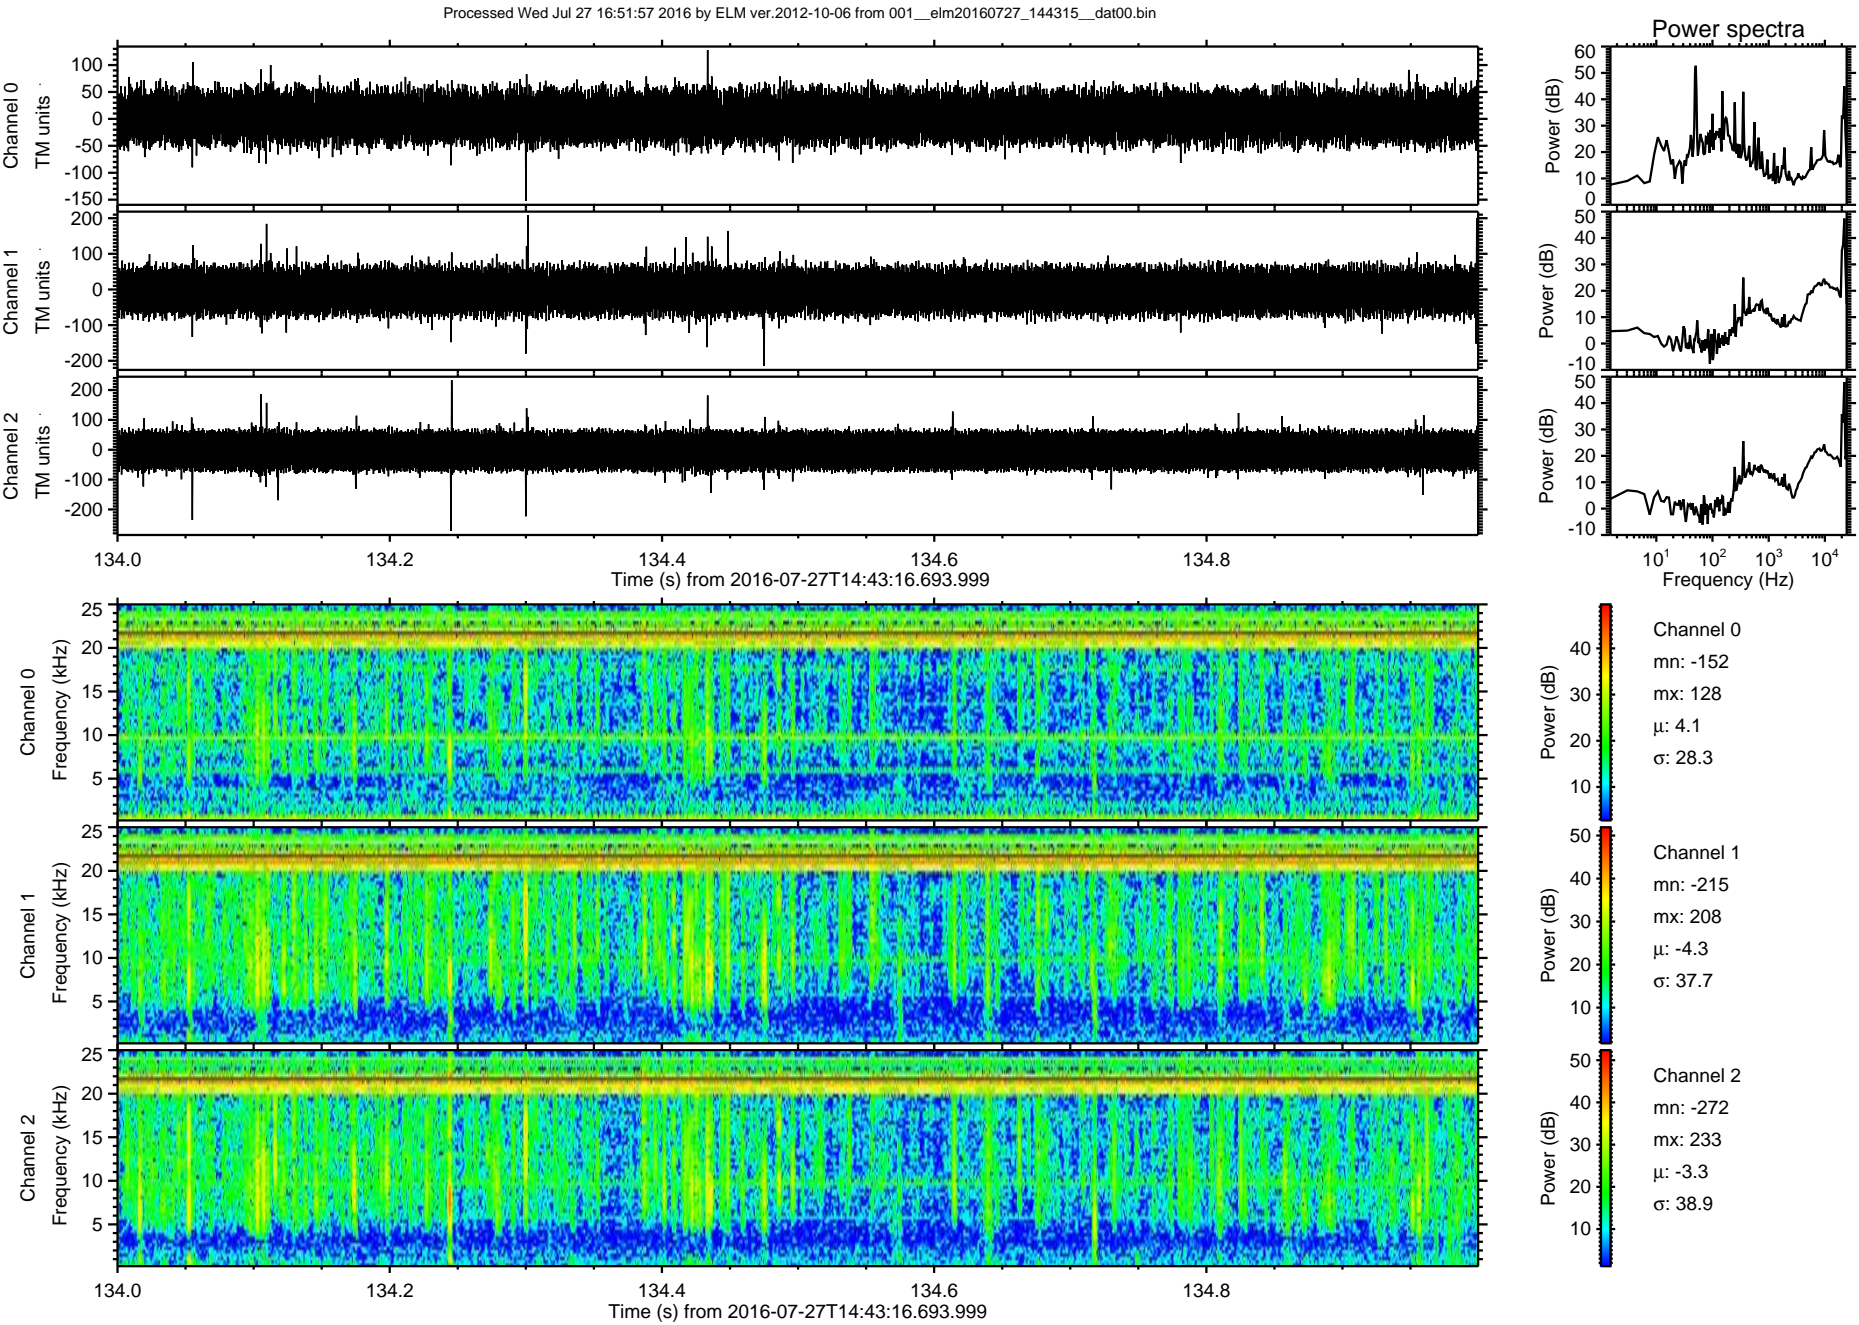 Processed Wed Jul 27 16:51:57 2016 by ELM ver.2012-10-06 from 001__elm20160727_144315__dat00.bin
Power spectra
Channel 0
TM units
100
50
0
-50
-100
-150
Power (dB)
60
50
40
30
20
10
0
Channel 1
TM units
200
100
0
-100
-200
Power (dB)
50
40
30
20
10
0
-10
Channel 2
TM units
200
100
0
-100
-200
Power (dB)
50
40
30
20
10
0
-10
134.0 134.2 134.4 134.6 134.8
Time (s) from 2016-07-27T14:43:16.693.999
10¹ 10² 10³ 10⁴
Frequency (Hz)
Channel 0
Frequency (kHz)
25
20
15
10
5
Power (dB)
40
30
20
10
Channel 0
mn: -152
mx: 128
µ: 4.1
σ: 28.3
Channel 1
Frequency (kHz)
25
20
15
10
5
Power (dB)
50
40
30
20
10
Channel 1
mn: -215
mx: 208
µ: -4.3
σ: 37.7
Channel 2
Frequency (kHz)
25
20
15
10
5
Power (dB)
50
40
30
20
10
Channel 2
mn: -272
mx: 233
µ: -3.3
σ: 38.9
134.0 134.2 134.4 134.6 134.8
Time (s) from 2016-07-27T14:43:16.693.999